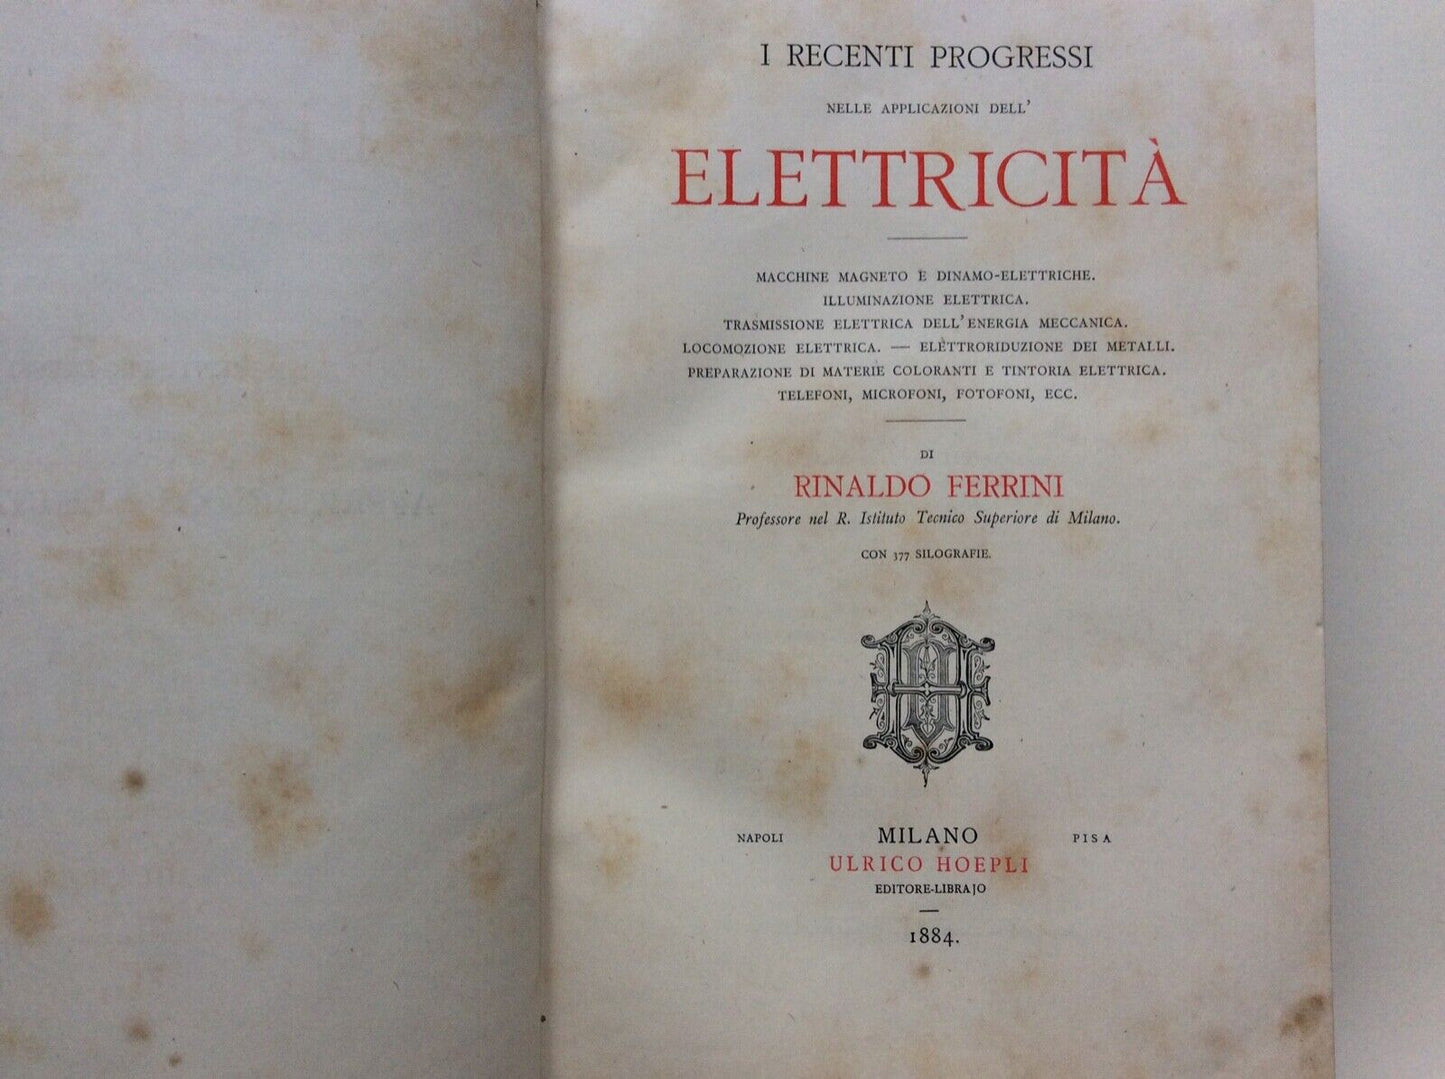 I RECENTI PROGRESSI
NELLE APPLICAZIONI DELL'
ELETTRICITÀ
MACCHINE MAGNETO E DINAMO-ELETTRICHE.
ILLUMINAZIONE ELETTRICA.
TRASMISSIONE ELETTRICA DELL'ENERGIA MECCANICA.
LOCOMOZIONE ELETTRICA. — ELETTRORIDUZIONE DEI METALLI.
PREPARAZIONE DI MATERIE COLORANTI E TINTORIA ELETTRICA.
TELEFONI, MICROFONI, FOTOFONI, ECC.
DI
RINALDO FERRINI
Professore nel R. Istituto Tecnico Superiore di Milano.
CON 377 SILOGRAFIE.
NAPOLI MILANO PISA
ULRICO HOEPLI
EDITORE-LIBRAJO
1884.